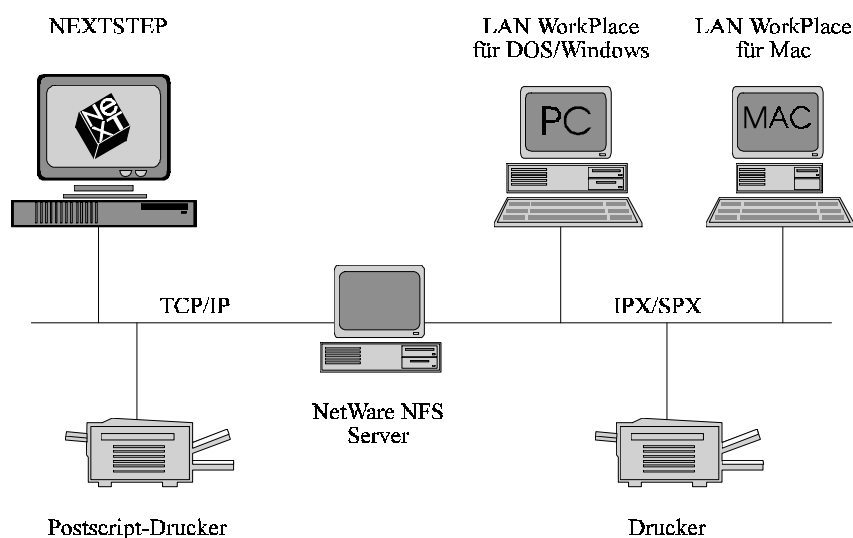 NEXTSTEP
LAN WorkPlace
für DOS/Windows
LAN WorkPlace
für Mac
NeXT
PC
MAC
TCP/IP
IPX/SPX
NetWare NFS
Server
Postscript-Drucker
Drucker